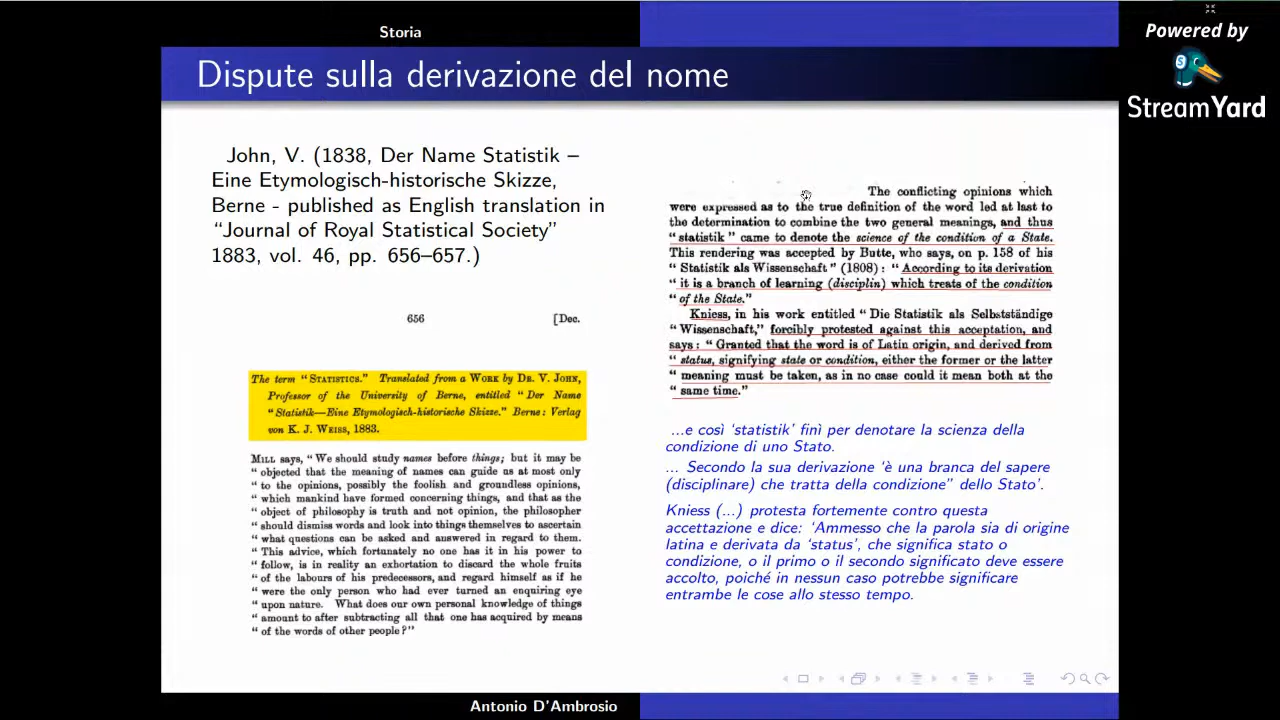 Storia
Powered by
StreamYard
Dispute sulla derivazione del nome
John, V. (1838, Der Name Statistik –
Eine Etymologisch-historische Skizze,
Berne - published as English translation in
“Journal of Royal Statistical Society”
1883, vol. 46, pp. 656–657.)
656 [Dec.
The term “STATISTICS.” Translated from a WORK by DR. V. JOHN,
Professor of the University of Berne, entitled “Der Name
“Statistik—Eine Etymologisch-historische Skizze.” Berne: Verlag
von K. J. WEISS, 1883.
MILL says, “We should study names before things; but it may be
“objected that the meaning of names can guide us at most only
“to the opinions, possibly the foolish and groundless opinions,
“which mankind have formed concerning things, and that as the
“object of philosophy is truth and not opinion, the philosopher
“should dismiss words and look into things themselves to ascertain
“what questions can be asked and answered in regard to them.
“This advice, which fortunately no one has it in his power to
“follow, is in reality an exhortation to discard the whole fruits
“of the labours of his predecessors, and regard himself as if he
“were the only person who had ever turned an enquiring eye
“upon nature. What does our own personal knowledge of things
“amount to after subtracting all that one has acquired by means
“of the words of other people?”
The conflicting opinions which
were expressed as to the true definition of the word led at last to
the determination to combine the two general meanings, and thus
“statistik” came to denote the science of the condition of a State.
This rendering was accepted by Butte, who says, on p. 158 of his
“Statistik als Wissenschaft” (1808): “According to its derivation
“it is a branch of learning (disciplin) which treats of the condition
“of the State.”
Kniess, in his work entitled “Die Statistik als Selbstständige
“Wissenschaft,” forcibly protested against this acceptation, and
says: “Granted that the word is of Latin origin, and derived from
“status, signifying state or condition, either the former or the latter
“meaning must be taken, as in no case could it mean both at the
“same time.”
...e così ‘statistik’ finì per denotare la scienza della
condizione di uno Stato.
... Secondo la sua derivazione ‘è una branca del sapere
(disciplinare) che tratta della condizione” dello Stato’.
Kniess (...) protesta fortemente contro questa
accettazione e dice: ‘Ammesso che la parola sia di origine
latina e derivata da ‘status’, che significa stato o
condizione, o il primo o il secondo significato deve essere
accolto, poiché in nessun caso potrebbe significare
entrambe le cose allo stesso tempo.
Antonio D’Ambrosio